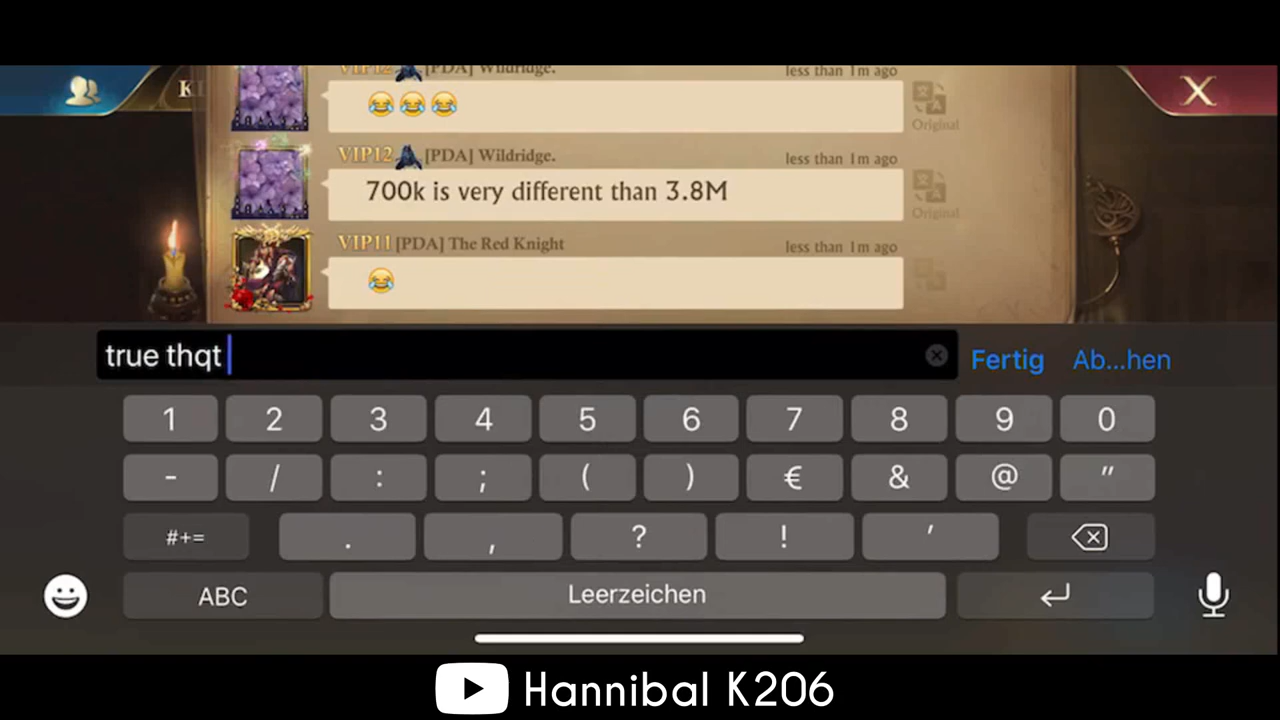 K
VIP12 [PDA] Wildridge. less than 1m ago
😂😂😂
Original
VIP12 [PDA] Wildridge. less than 1m ago
700k is very different than 3.8M
Original
VIP11 [PDA] The Red Knight less than 1m ago
😂
true thqt
Fertig Ab...hen
1 2 3 4 5 6 7 8 9 0
- / : ; ( ) € & @ "
#+= . , ? ! '
ABC Leerzeichen
Hannibal K206